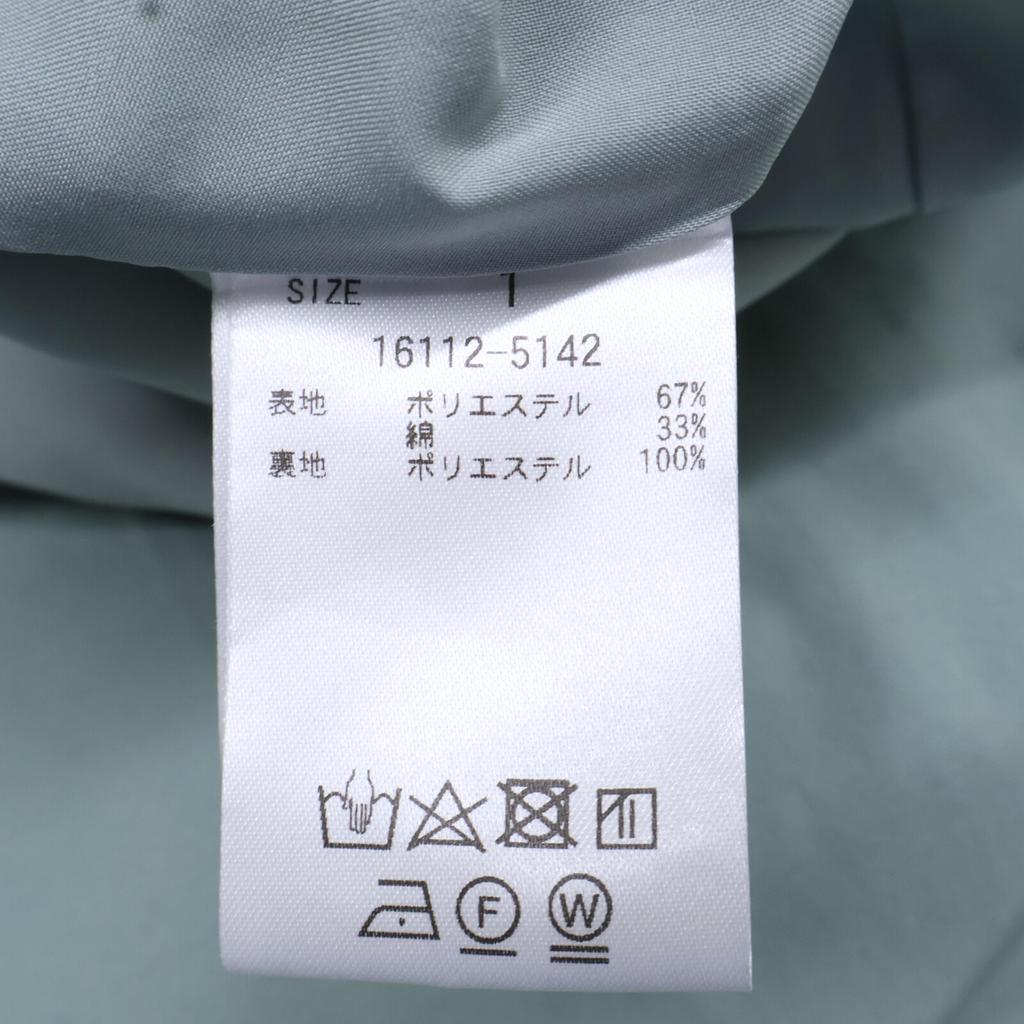 SIZE 1
16112-5142
表地 ポリエステル 67%
綿 33%
裏地 ポリエステル 100%
F W